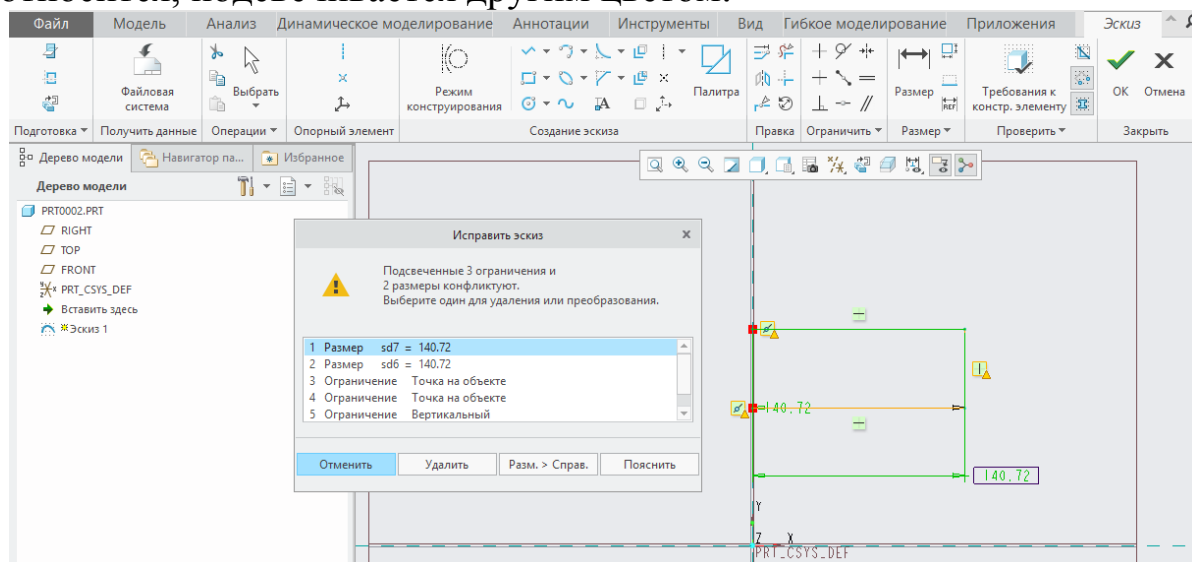 относится, подсвечивается другим цветом.
Файл Модель Анализ Динамическое моделирование Аннотации Инструменты Вид Гибкое моделирование Приложения Эскиз
Файловая система
Выбрать
Режим конструирования
Палитра
Размер
REF
Требования к констр. элементу
OK Отмена
Подготовка Получить данные Операции Опорный элемент Создание эскиза Правка Ограничить Размер Проверить Закрыть
Дерево модели Навигатор па... Избранное
Дерево модели
PRT0002.PRT
RIGHT
TOP
FRONT
PRT_CSYS_DEF
Вставить здесь
Эскиз 1
Исправить эскиз
Подсвеченные 3 ограничения и
2 размеры конфликтуют.
Выберите один для удаления или преобразования.
1 Размер sd7 = 140.72
2 Размер sd6 = 140.72
3 Ограничение Точка на объекте
4 Ограничение Точка на объекте
5 Ограничение Вертикальный
Отменить Удалить Разм. > Справ. Пояснить
140.72
140.72
Y
Z X
PRT_CSYS_DEF